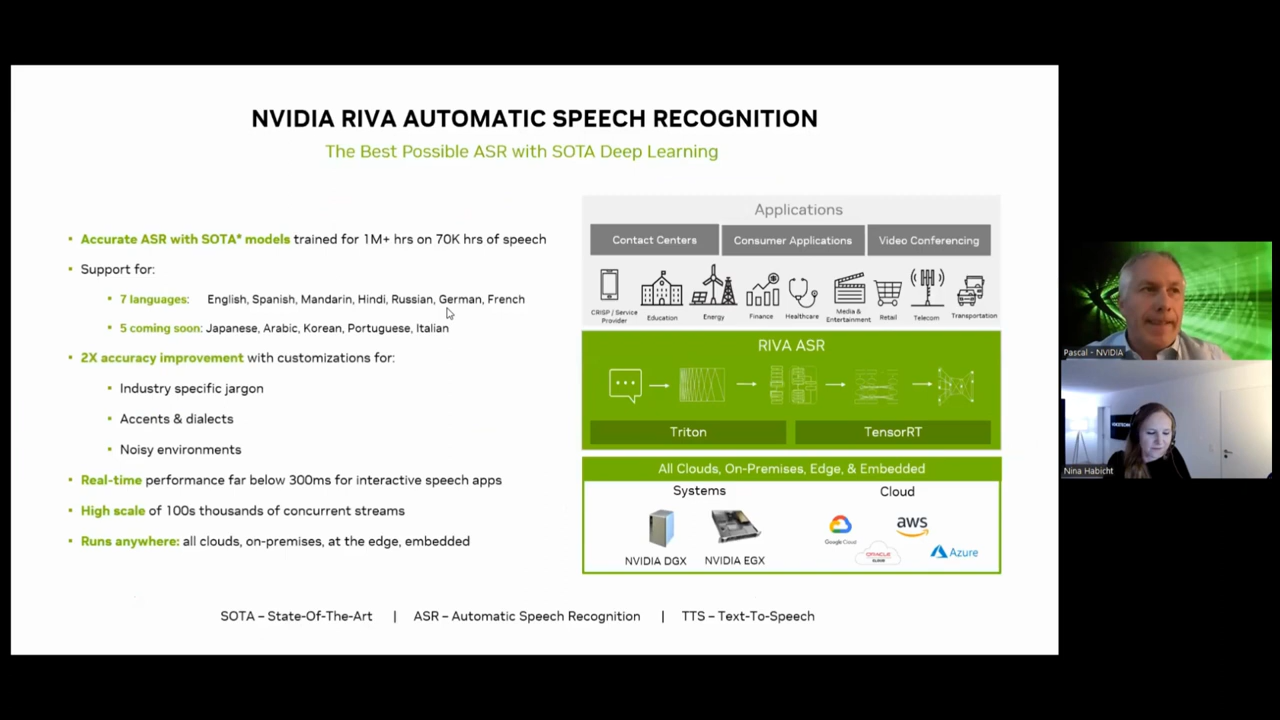 NVIDIA RIVA AUTOMATIC SPEECH RECOGNITION
The Best Possible ASR with SOTA Deep Learning
▪ Accurate ASR with SOTA* models trained for 1M+ hrs on 70K hrs of speech
▪ Support for:
▪ 7 languages: English, Spanish, Mandarin, Hindi, Russian, German, French
▪ 5 coming soon: Japanese, Arabic, Korean, Portuguese, Italian
▪ 2X accuracy improvement with customizations for:
▪ Industry specific jargon
▪ Accents & dialects
▪ Noisy environments
▪ Real-time performance far below 300ms for interactive speech apps
▪ High scale of 100s thousands of concurrent streams
▪ Runs anywhere: all clouds, on-premises, at the edge, embedded
Applications
Contact Centers Consumer Applications Video Conferencing
CRISP / Service Provider
Education
Energy
Finance
Healthcare
Media & Entertainment
Retail
Telecom
Transportation
RIVA ASR
Triton TensorRT
All Clouds, On-Premises, Edge, & Embedded
Systems Cloud
NVIDIA DGX NVIDIA EGX
Google Cloud
aws
ORACLE
CLOUD
Azure
SOTA – State-Of-The-Art | ASR – Automatic Speech Recognition | TTS – Text-To-Speech
Pascal - NVIDIA
Nina Habicht